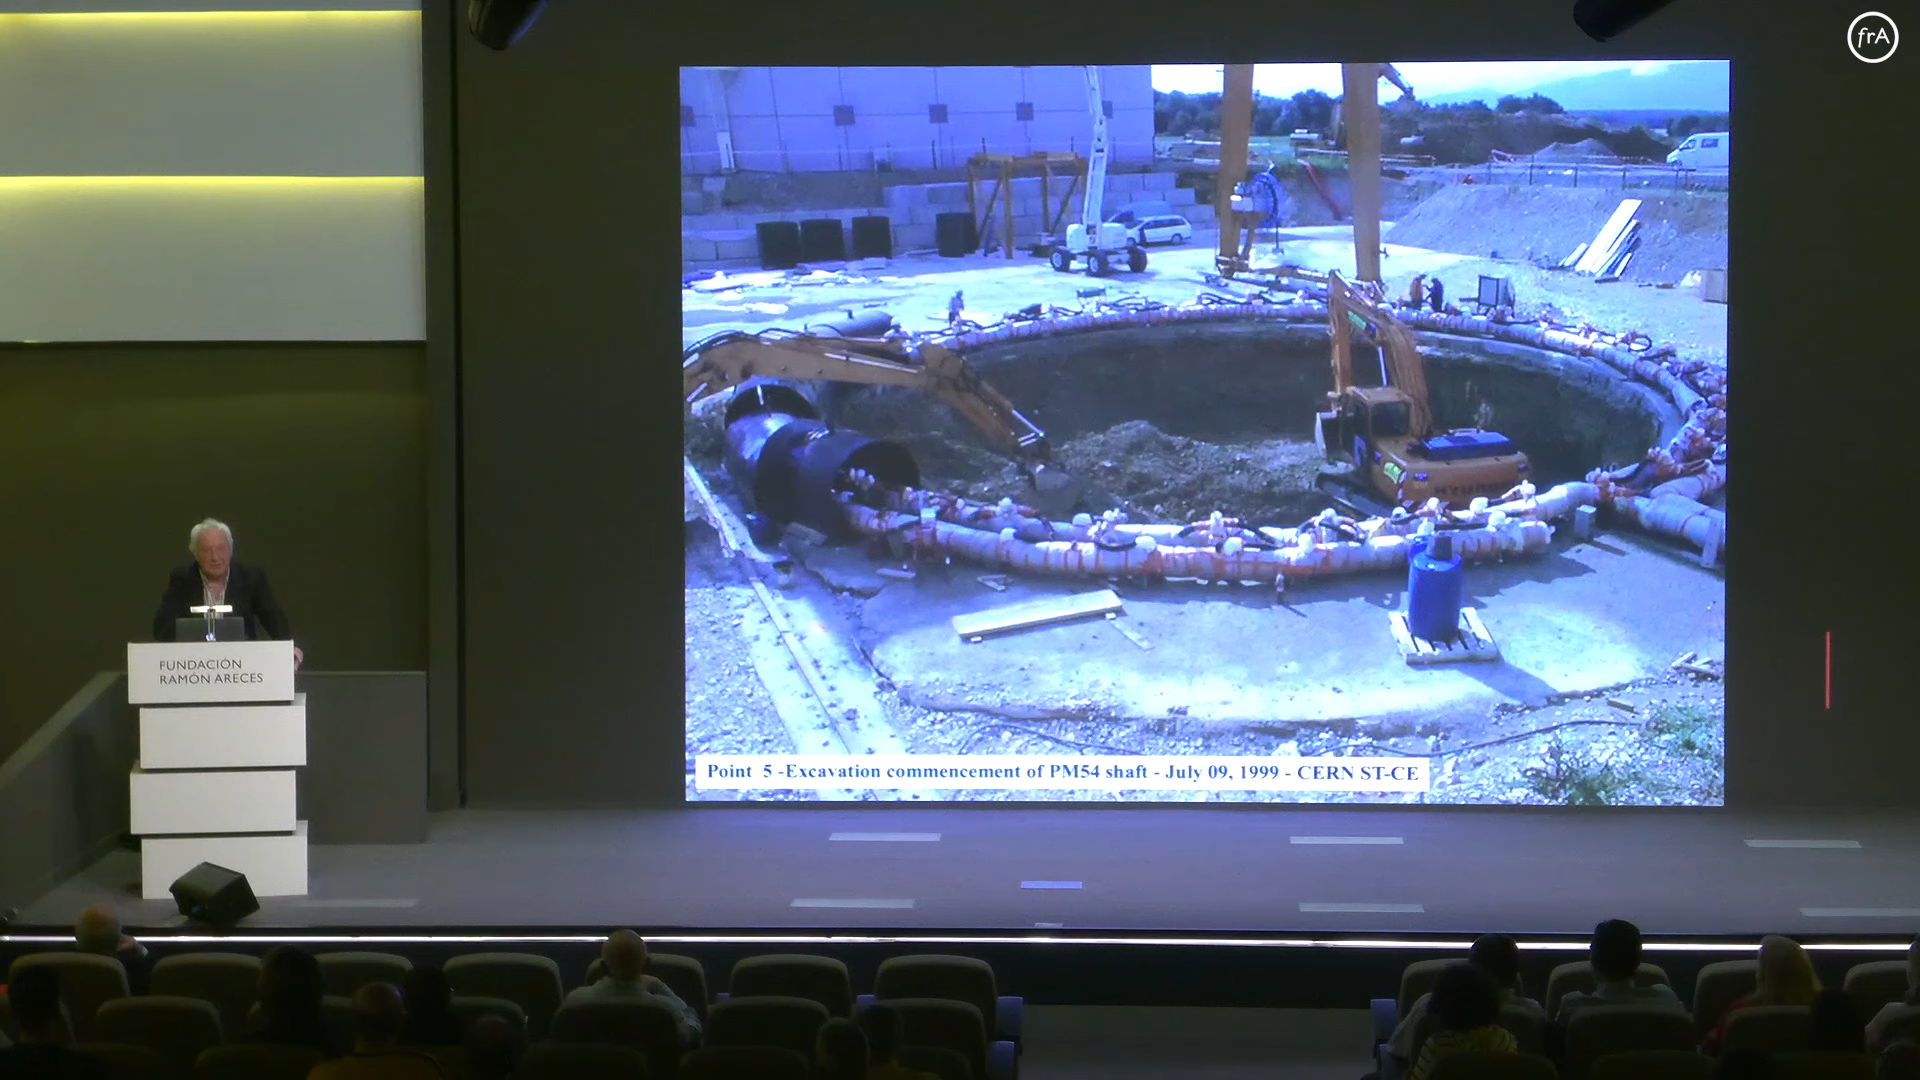 frA
FUNDACIÓN
RAMÓN ARECES
Point 5 -Excavation commencement of PM54 shaft - July 09, 1999 - CERN ST-CE